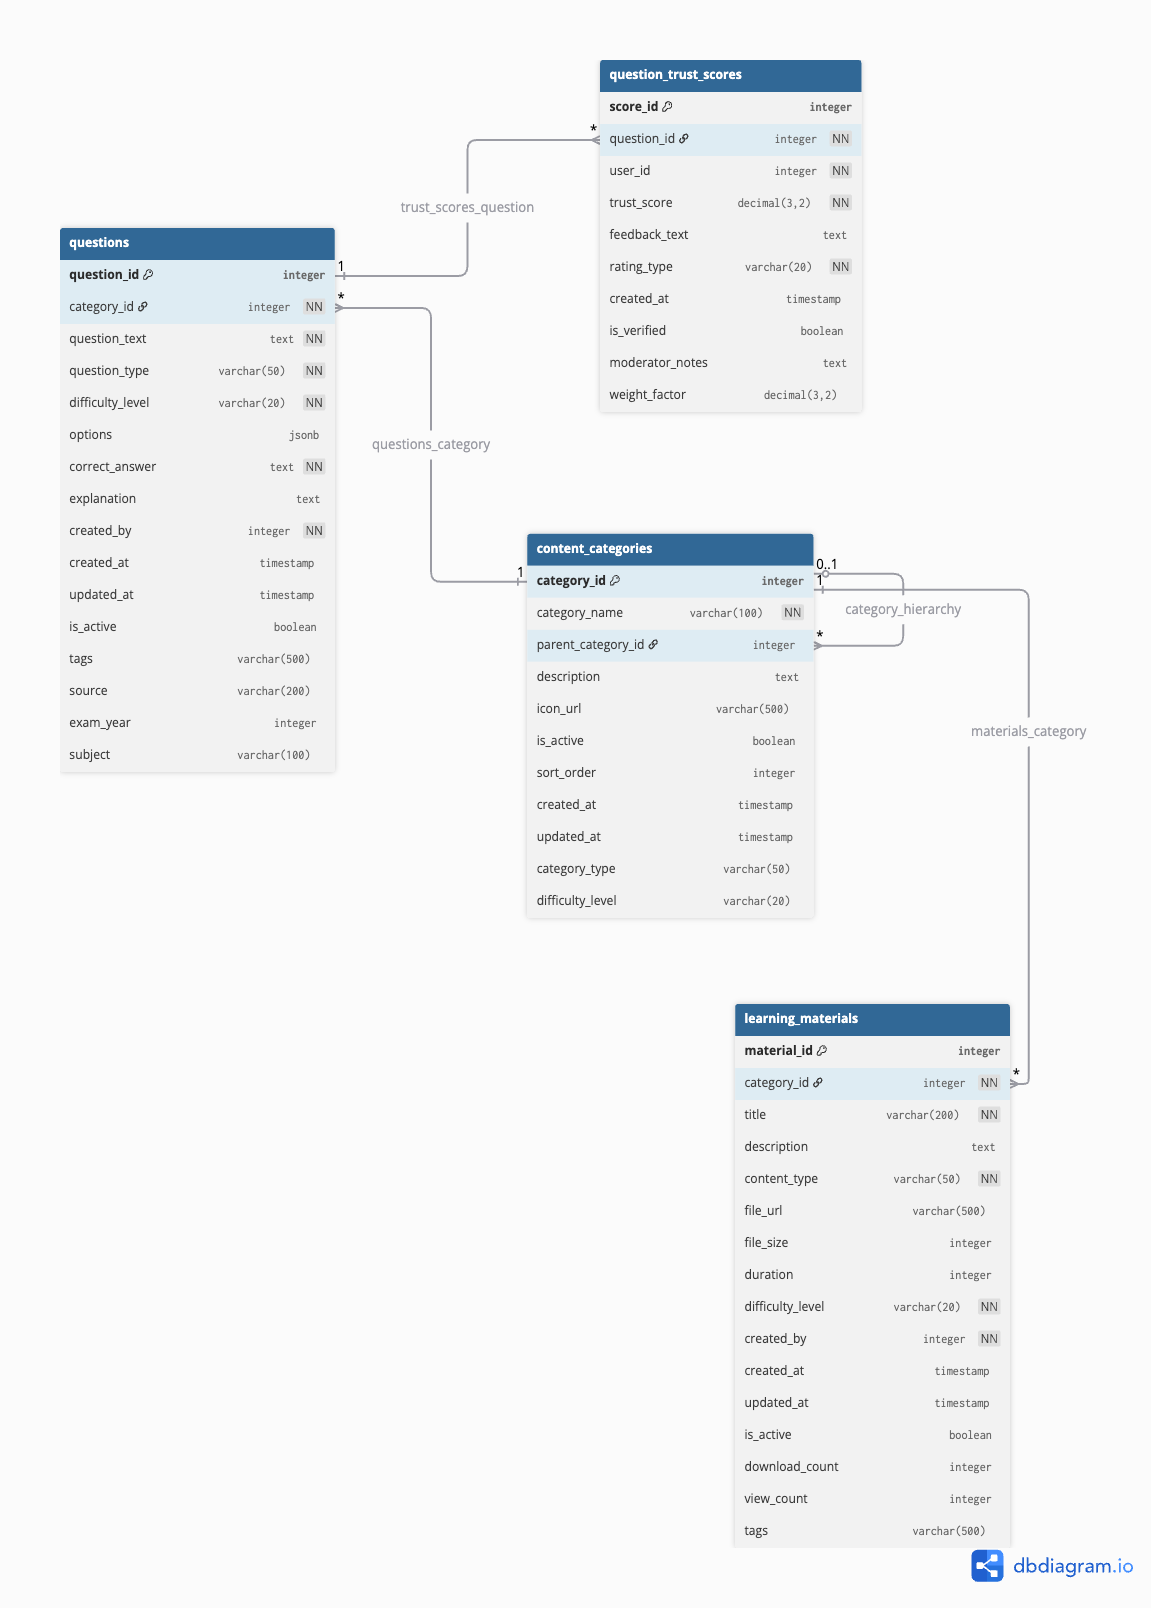 question_trust_scores
score_id integer
* question_id integer NN
user_id integer NN
trust_score decimal(3,2) NN
feedback_text text
rating_type varchar(20) NN
created_at timestamp
is_verified boolean
moderator_notes text
weight_factor decimal(3,2)
trust_scores_question
questions
question_id integer 1
category_id integer NN *
question_text text NN
question_type varchar(50) NN
difficulty_level varchar(20) NN
options jsonb
correct_answer text NN
explanation text
created_by integer NN
created_at timestamp
updated_at timestamp
is_active boolean
tags varchar(500)
source varchar(200)
exam_year integer
subject varchar(100)
questions_category
content_categories
1 category_id integer 0..1
1
category_name varchar(100) NN
category_hierarchy
parent_category_id integer *
description text
icon_url varchar(500)
is_active boolean
sort_order integer
created_at timestamp
updated_at timestamp
category_type varchar(50)
difficulty_level varchar(20)
materials_category
learning_materials
material_id integer
category_id integer NN *
title varchar(200) NN
description text
content_type varchar(50) NN
file_url varchar(500)
file_size integer
duration integer
difficulty_level varchar(20) NN
created_by integer NN
created_at timestamp
updated_at timestamp
is_active boolean
download_count integer
view_count integer
tags varchar(500)
dbdiagram.io